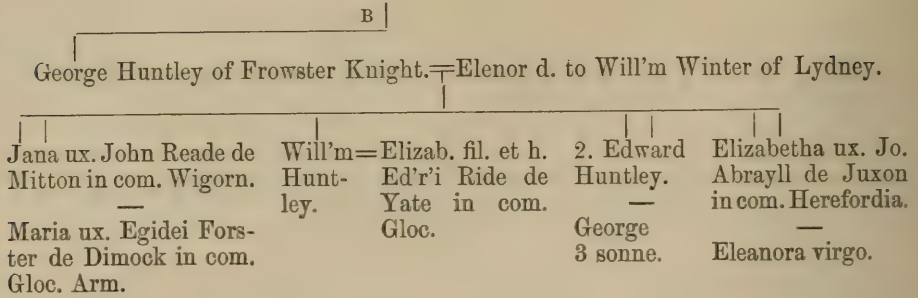 B
George Huntley of Frowster Knight.=Elenor d. to Will'm Winter of Lydney.
Jana ux. John Reade de
Mitton in com. Wigorn.
—
Maria ux. Egidei Fors-
ter de Dimock in com.
Gloc. Arm.
Will'm=
Hunt-
ley.
Elizab. fil. et h.
Ed'r'i Ride de
Yate in com.
Gloc.
2. Edward
Huntley.
—
George
3 sonne.
Elizabetha ux. Jo.
Abrayll de Juxon
in com. Herefordia.
—
Eleanora virgo.